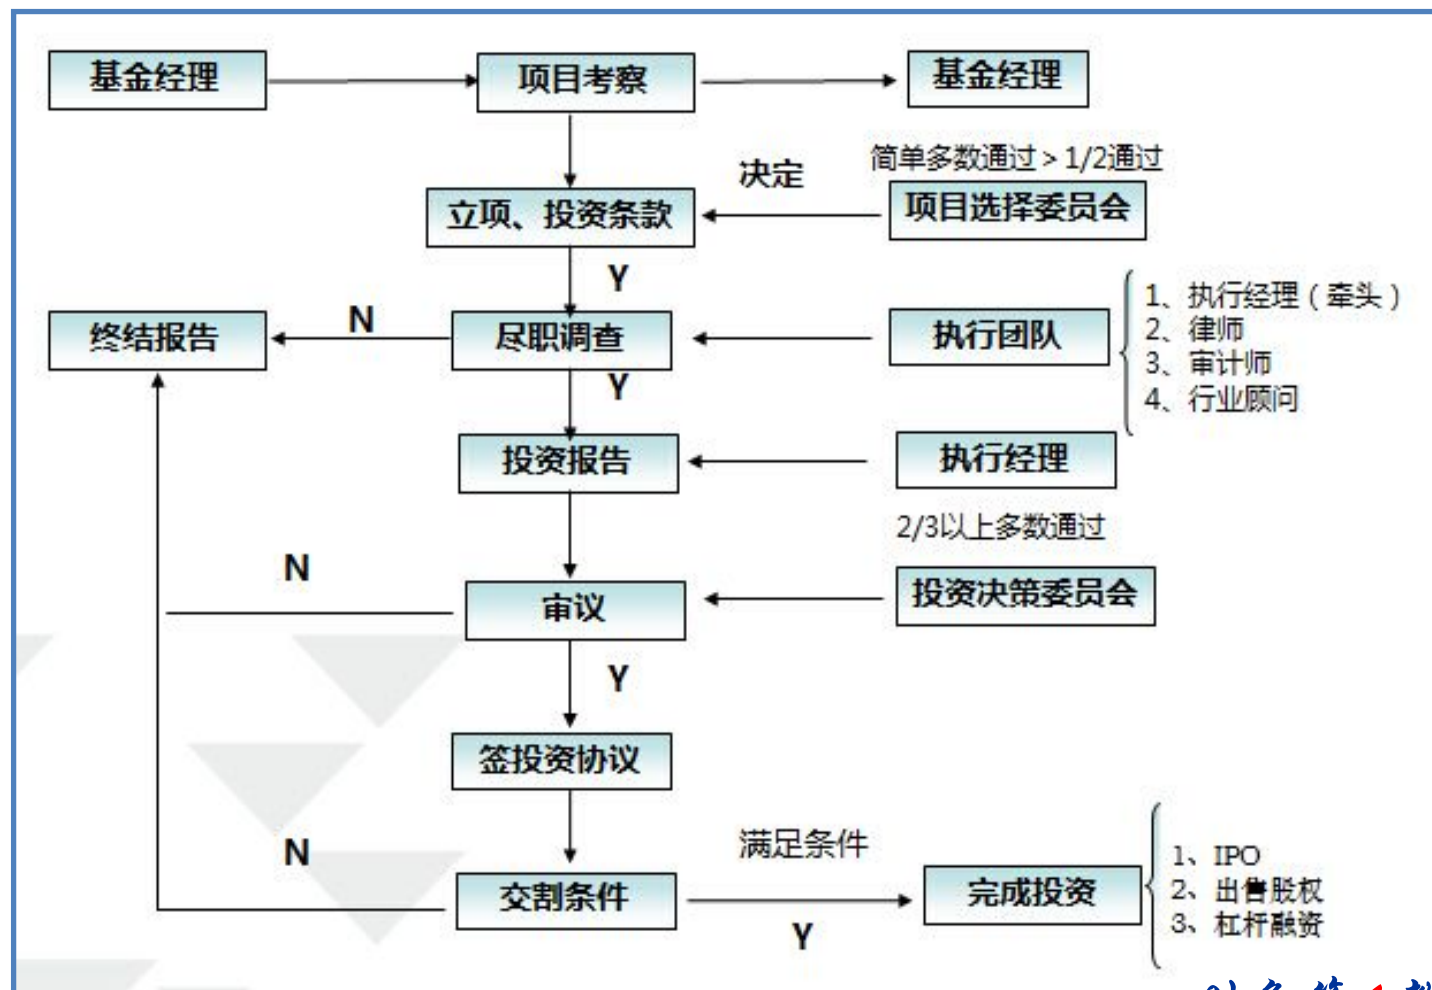 基金经理
项目考察
基金经理
简单多数通过＞1/2通过
决定
立项、投资条款
项目选择委员会
Y
终结报告
N
尽职调查
执行团队
1、执行经理（牵头）
2、律师
3、审计师
4、行业顾问
Y
投资报告
执行经理
2/3以上多数通过
N
审议
投资决策委员会
Y
签投资协议
N
交割条件
满足条件
Y
完成投资
1、IPO
2、出售股权
3、杠杆融资